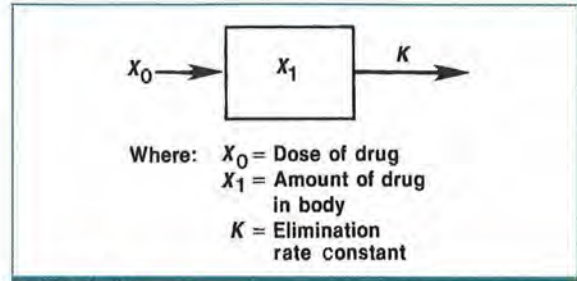 X₀ X₁ K
Where: X₀ = Dose of drug
X₁ = Amount of drug
in body
K = Elimination
rate constant